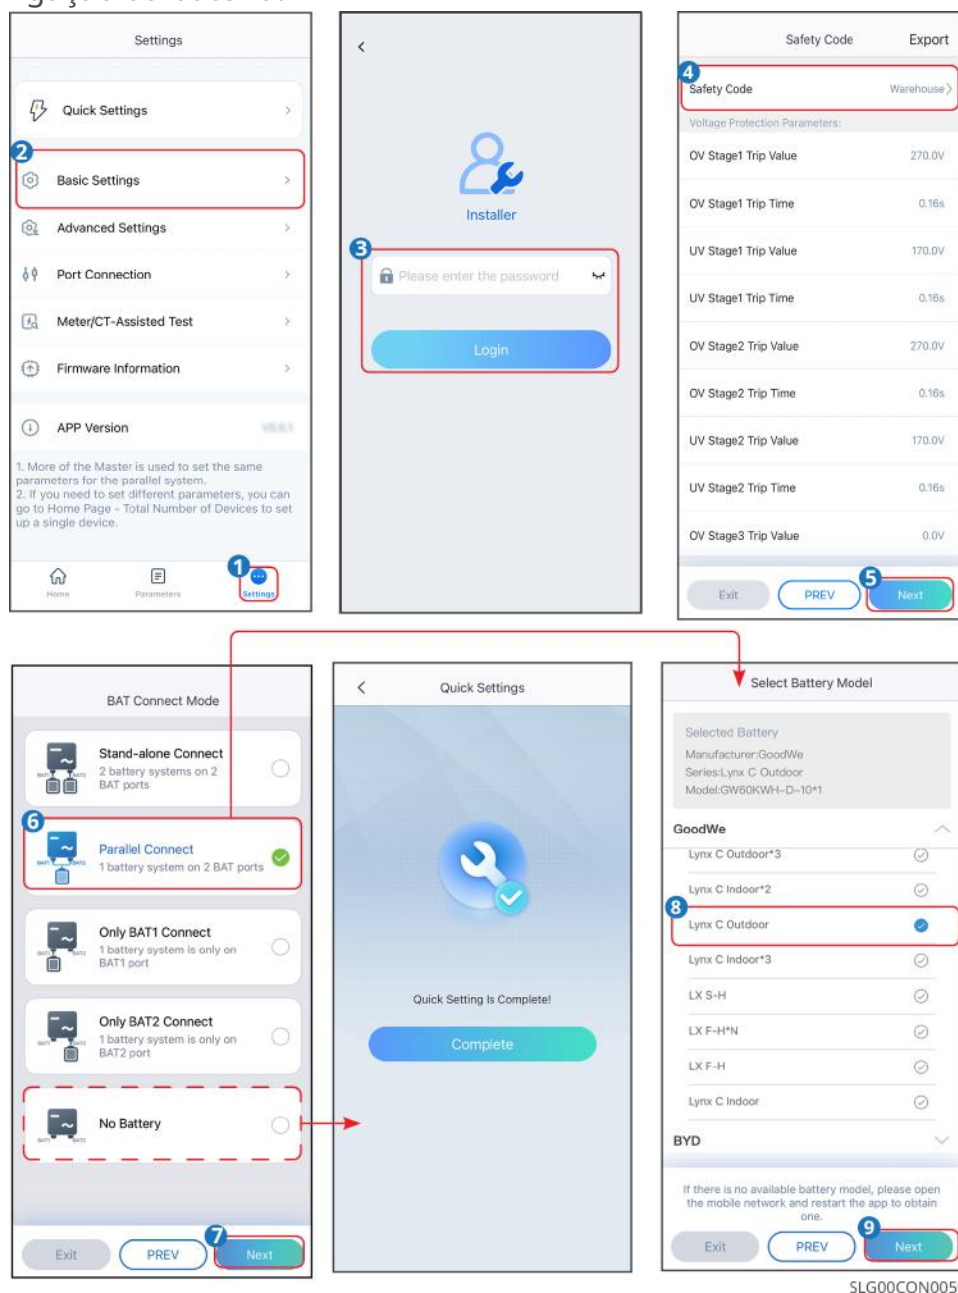 Settings
Quick Settings
2
Basic Settings
Advanced Settings
Port Connection
Meter/CT-Assisted Test
Firmware Information
APP Version
1. More of the Master is used to set the same
parameters for the parallel system.
2. If you need to set different parameters, you can
go to Home Page - Total Number of Devices to set
up a single device.
1
Home
Parameters
Settings
Installer
3
Please enter the password
Login
Safety Code
Export
4
Safety Code
Warehouse
Voltage Protection Parameters:
OV Stage1 Trip Value
270.0V
OV Stage1 Trip Time
0.16s
UV Stage1 Trip Value
170.0V
UV Stage1 Trip Time
0.16s
OV Stage2 Trip Value
270.0V
OV Stage2 Trip Time
0.16s
UV Stage2 Trip Value
170.0V
UV Stage2 Trip Time
0.16s
OV Stage3 Trip Value
0.0V
5
Exit
PREV
Next
BAT Connect Mode
Stand-alone Connect
2 battery systems on 2
BAT ports
6
Parallel Connect
1 battery system on 2 BAT ports
Only BAT1 Connect
1 battery system is only on
BAT1 port
Only BAT2 Connect
1 battery system is only on
BAT2 port
No Battery
7
Exit
PREV
Next
Quick Settings
Quick Setting Is Complete!
Complete
Select Battery Model
Selected Battery
Manufacturer:GoodWe
Series:Lynx C Outdoor
Model:GW60KWH-D-10*1
GoodWe
Lynx C Outdoor*3
Lynx C Indoor*2
8
Lynx C Outdoor
Lynx C Indoor*3
LX S-H
LX F-H*N
LX F-H
Lynx C Indoor
BYD
If there is no available battery model, please open
the mobile network and restart the app to obtain
one.
9
Exit
PREV
Next
SLG00CON005